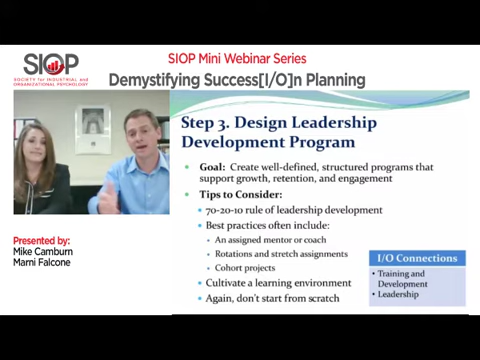 SIOP
SOCIETY for INDUSTRIAL and
ORGANIZATIONAL PSYCHOLOGY
SIOP Mini Webinar Series
Demystifying Success[I/O]n Planning
Presented by:
Mike Camburn
Marni Falcone
Step 3. Design Leadership
Development Program
Goal: Create well-defined, structured programs that
support growth, retention, and engagement
Tips to Consider:
70-20-10 rule of leadership development
Best practices often include:
An assigned mentor or coach
Rotations and stretch assignments
Cohort projects
Cultivate a learning environment
Again, don't start from scratch
I/O Connections
Training and
Development
Leadership